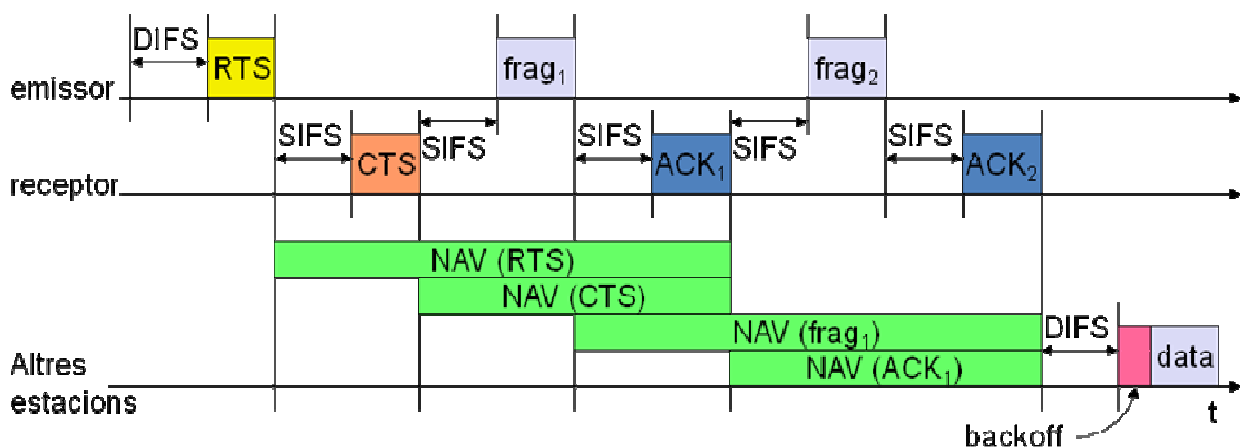 DIFS
RTS
frag₁
frag₂
emissor
SIFS
CTS
SIFS
SIFS
ACK₁
SIFS
SIFS
ACK₂
receptor
NAV (RTS)
NAV (CTS)
NAV (frag₁)
DIFS
NAV (ACK₁)
data
Altres
estacions
t
backoff